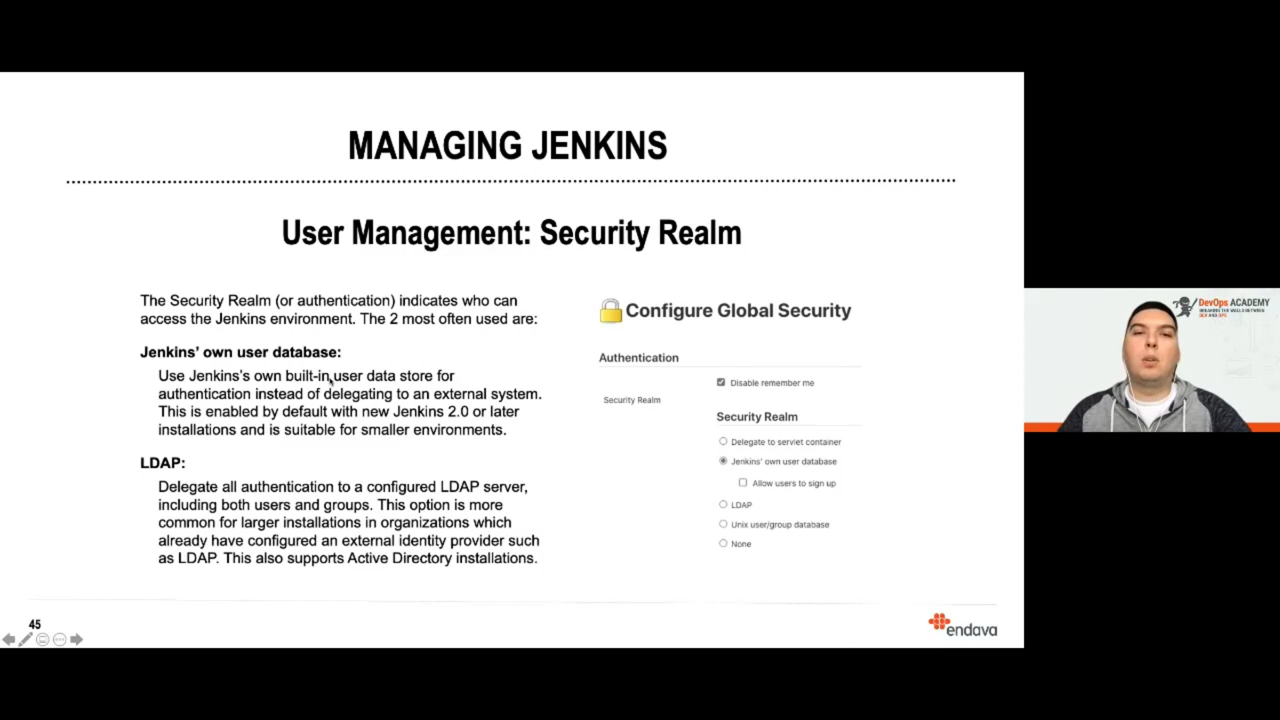 MANAGING JENKINS
User Management: Security Realm
The Security Realm (or authentication) indicates who can
access the Jenkins environment. The 2 most often used are:
Jenkins' own user database:
Use Jenkins's own built-in user data store for
authentication instead of delegating to an external system.
This is enabled by default with new Jenkins 2.0 or later
installations and is suitable for smaller environments.
LDAP:
Delegate all authentication to a configured LDAP server,
including both users and groups. This option is more
common for larger installations in organizations which
already have configured an external identity provider such
as LDAP. This also supports Active Directory installations.
Configure Global Security
Authentication
Disable remember me
Security Realm
Security Realm
Delegate to servlet container
Jenkins' own user database
Allow users to sign up
LDAP
Unix user/group database
None
45
endava
DevOps ACADEMY
BREAKING THE WALLS BETWEEN
DEV AND OPS